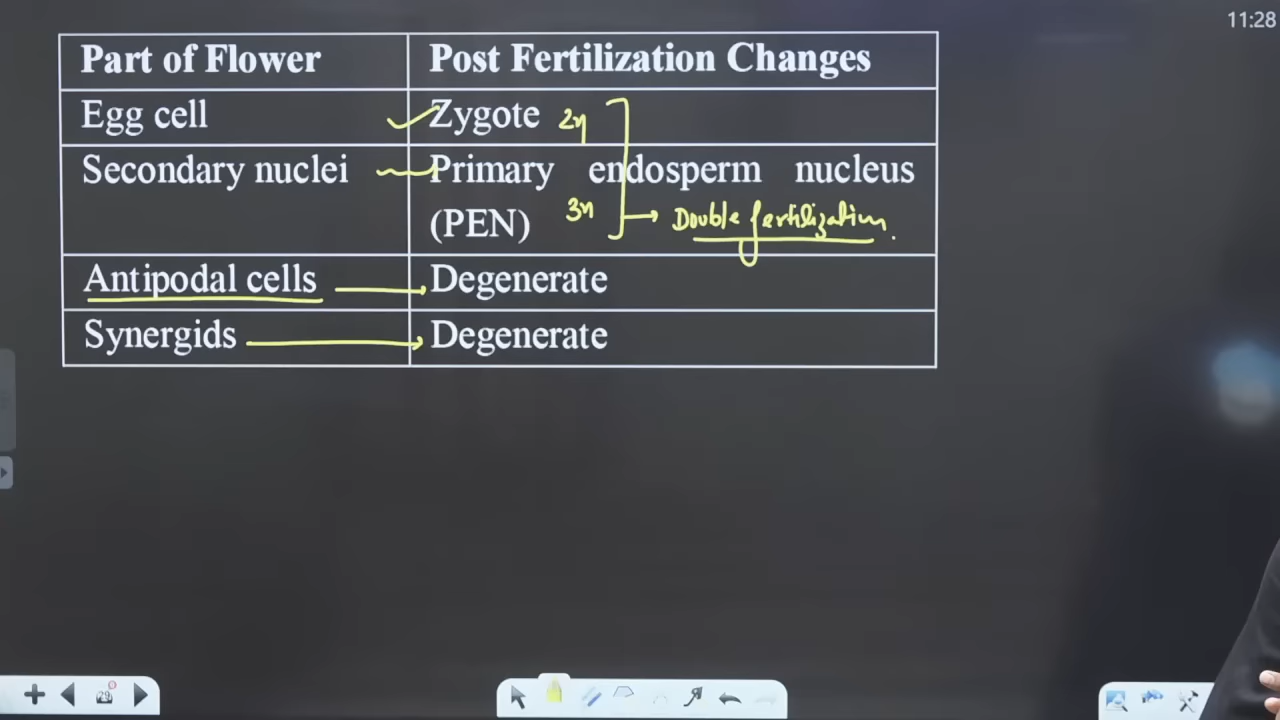 11:28
Part of Flower Post Fertilization Changes
Egg cell Zygote 2n
Secondary nuclei Primary endosperm nucleus
(PEN) 3n Double fertilization.
Antipodal cells Degenerate
Synergids Degenerate
29